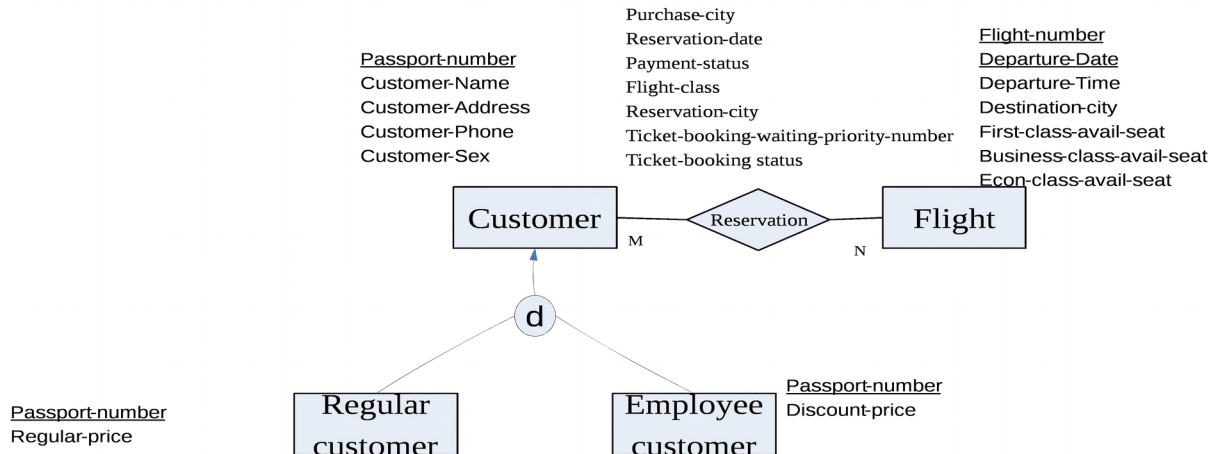 Purchase-city
Reservation-date
Payment-status
Flight-class
Reservation-city
Ticket-booking-waiting-priority-number
Ticket-booking status
Passport-number
Customer-Name
Customer-Address
Customer-Phone
Customer-Sex
Flight-number
Departure-Date
Departure-Time
Destination-city
First-class-avail-seat
Business-class-avail-seat
Econ-class-avail-seat
Customer
M
Reservation
N
Flight
d
Passport-number
Regular-price
Regular
customer
Employee
customer
Passport-number
Discount-price